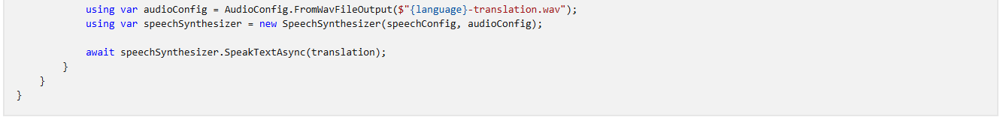 using var audioConfig = AudioConfig.FromWavFileOutput($"{language}-translation.wav");
using var speechSynthesizer = new SpeechSynthesizer(speechConfig, audioConfig);
await speechSynthesizer.SpeakTextAsync(translation);
}
}
}